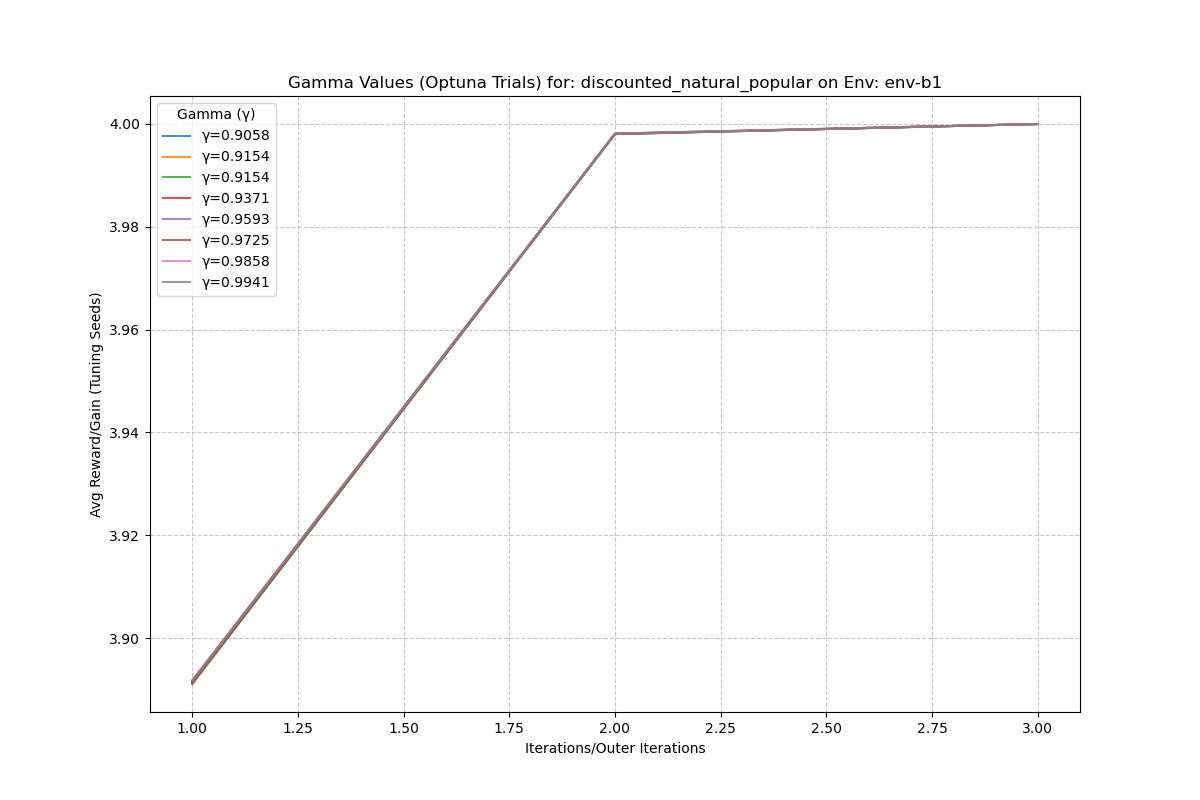 Gamma Values (Optuna Trials) for: discounted_natural_popular on Env: env-b1
Gamma (γ)
γ=0.9058
γ=0.9154
γ=0.9154
γ=0.9371
γ=0.9593
γ=0.9725
γ=0.9858
γ=0.9941
Avg Reward/Gain (Tuning Seeds)
4.00
3.98
3.96
3.94
3.92
3.90
1.00 1.25 1.50 1.75 2.00 2.25 2.50 2.75 3.00
Iterations/Outer Iterations